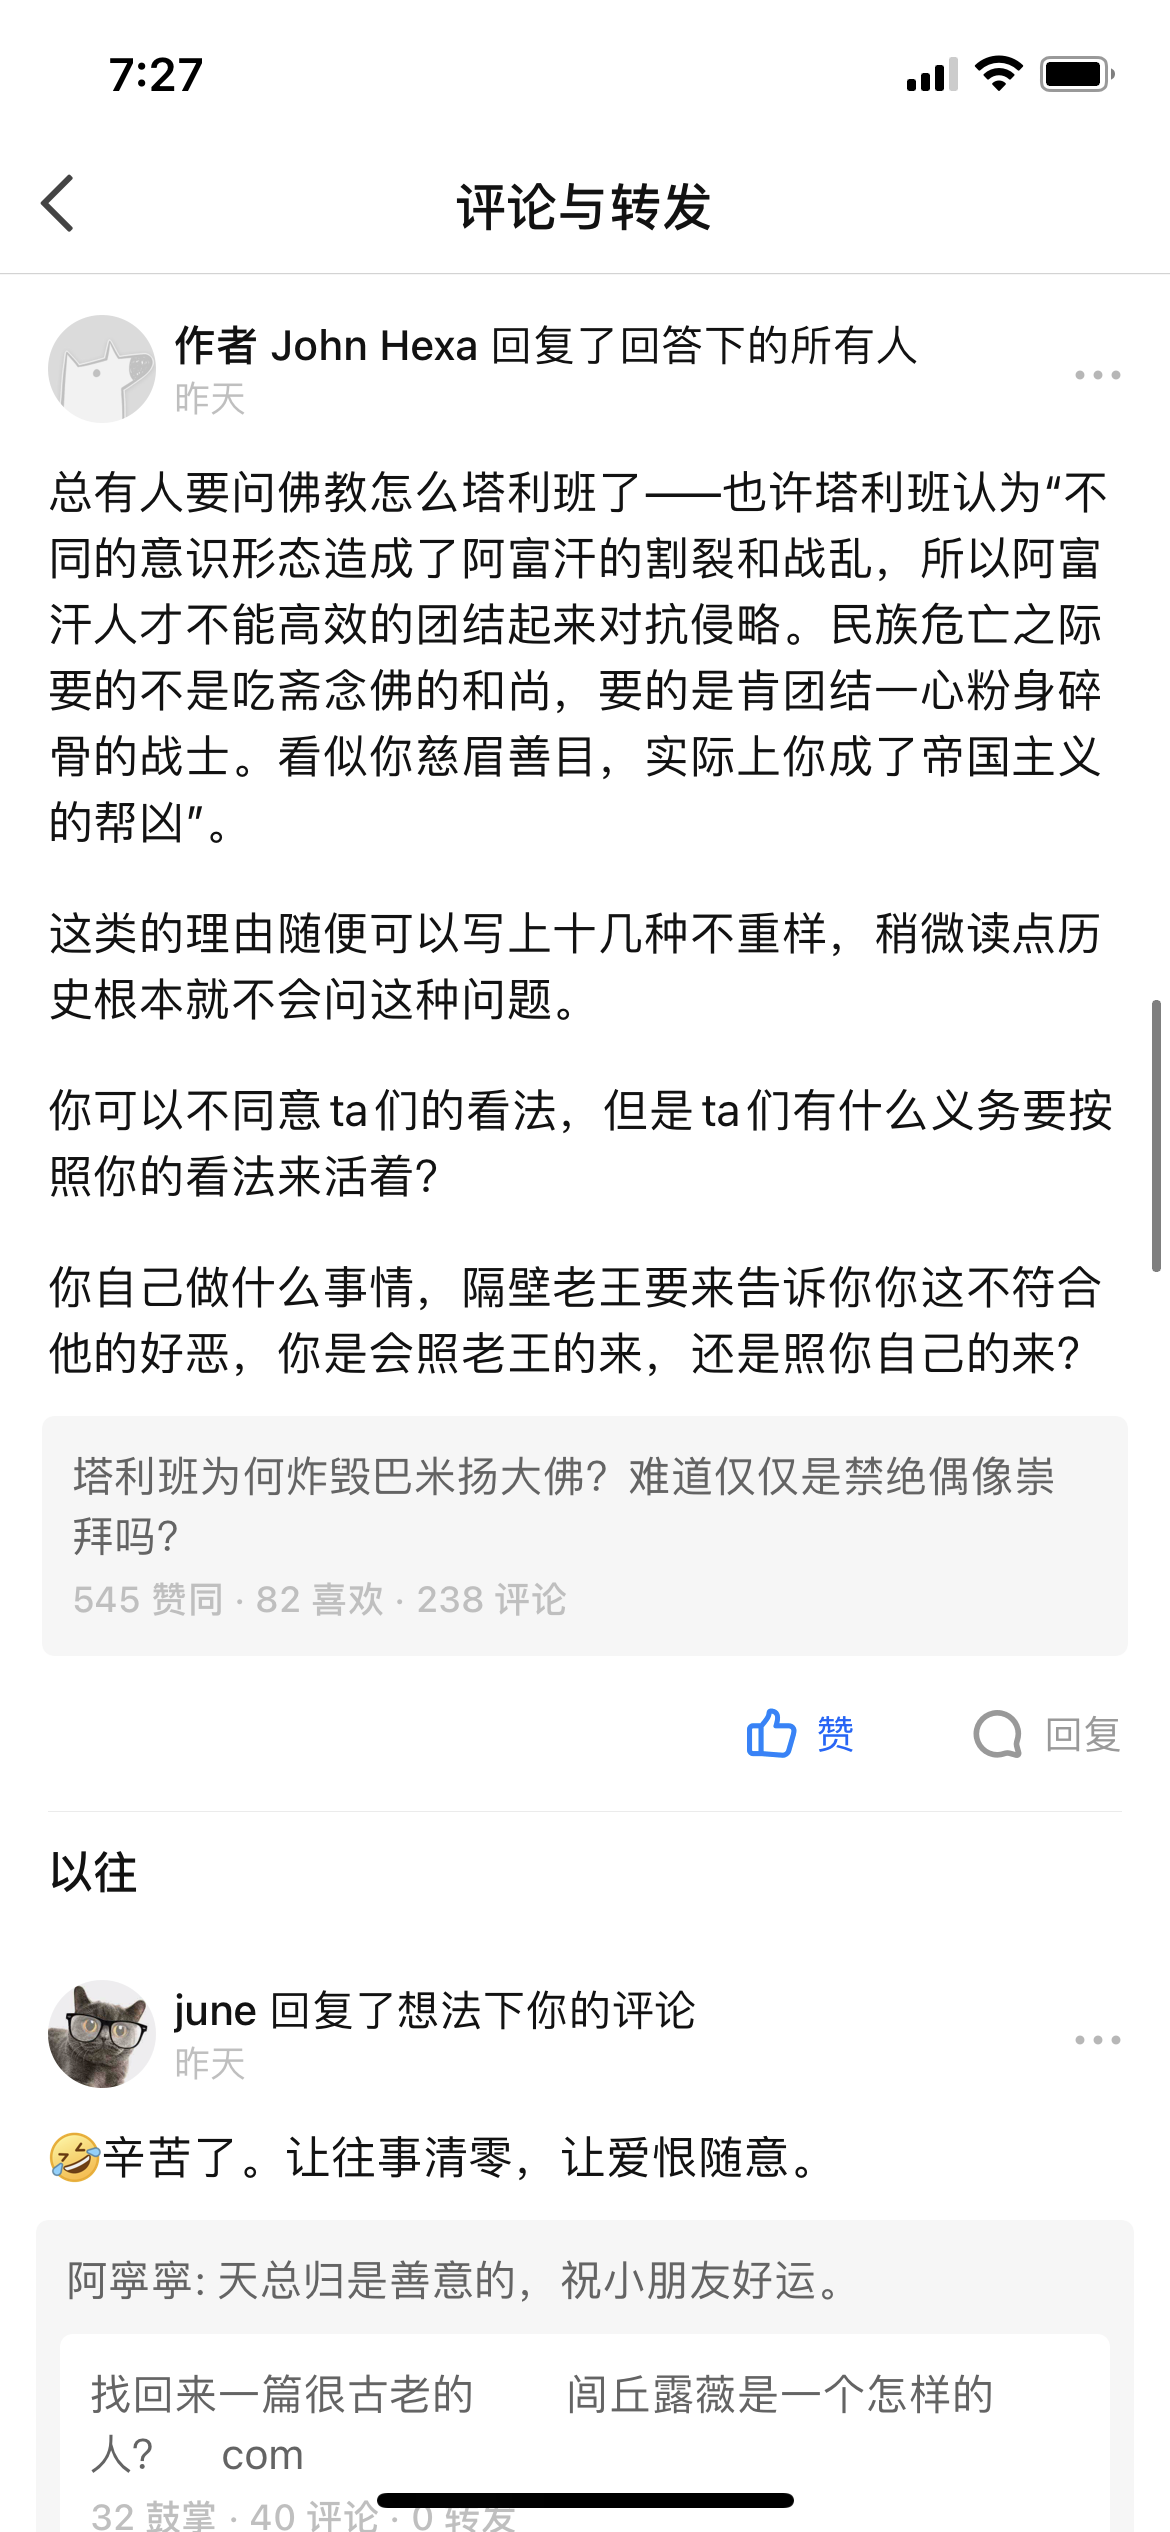 7:27
评论与转发
作者 John Hexa 回复了回答下的所有人
昨天
总有人要问佛教怎么塔利班了——也许塔利班认为“不
同的意识形态造成了阿富汗的割裂和战乱，所以阿富
汗人才不能高效的团结起来对抗侵略。民族危亡之际
要的不是吃斋念佛的和尚，要的是肯团结一心粉身碎
骨的战士。看似你慈眉善目，实际上你成了帝国主义
的帮凶”。
这类的理由随便可以写上十几种不重样，稍微读点历
史根本就不会问这种问题。
你可以不同意ta们的看法，但是ta们有什么义务要按
照你的看法来活着?
你自己做什么事情，隔壁老王要来告诉你你这不符合
他的好恶，你是会照老王的来，还是照你自己的来?
塔利班为何炸毁巴米扬大佛? 难道仅仅是禁绝偶像崇
拜吗?
545 赞同 · 82 喜欢 · 238 评论
赞 回复
以往
june 回复了想法下你的评论
昨天
🤣辛苦了。让往事清零，让爱恨随意。
阿寧寧: 天总归是善意的，祝小朋友好运。
找回来一篇很古老的 闾丘露薇是一个怎样的
人? com
32 鼓掌 · 40 评论 · 0 转发